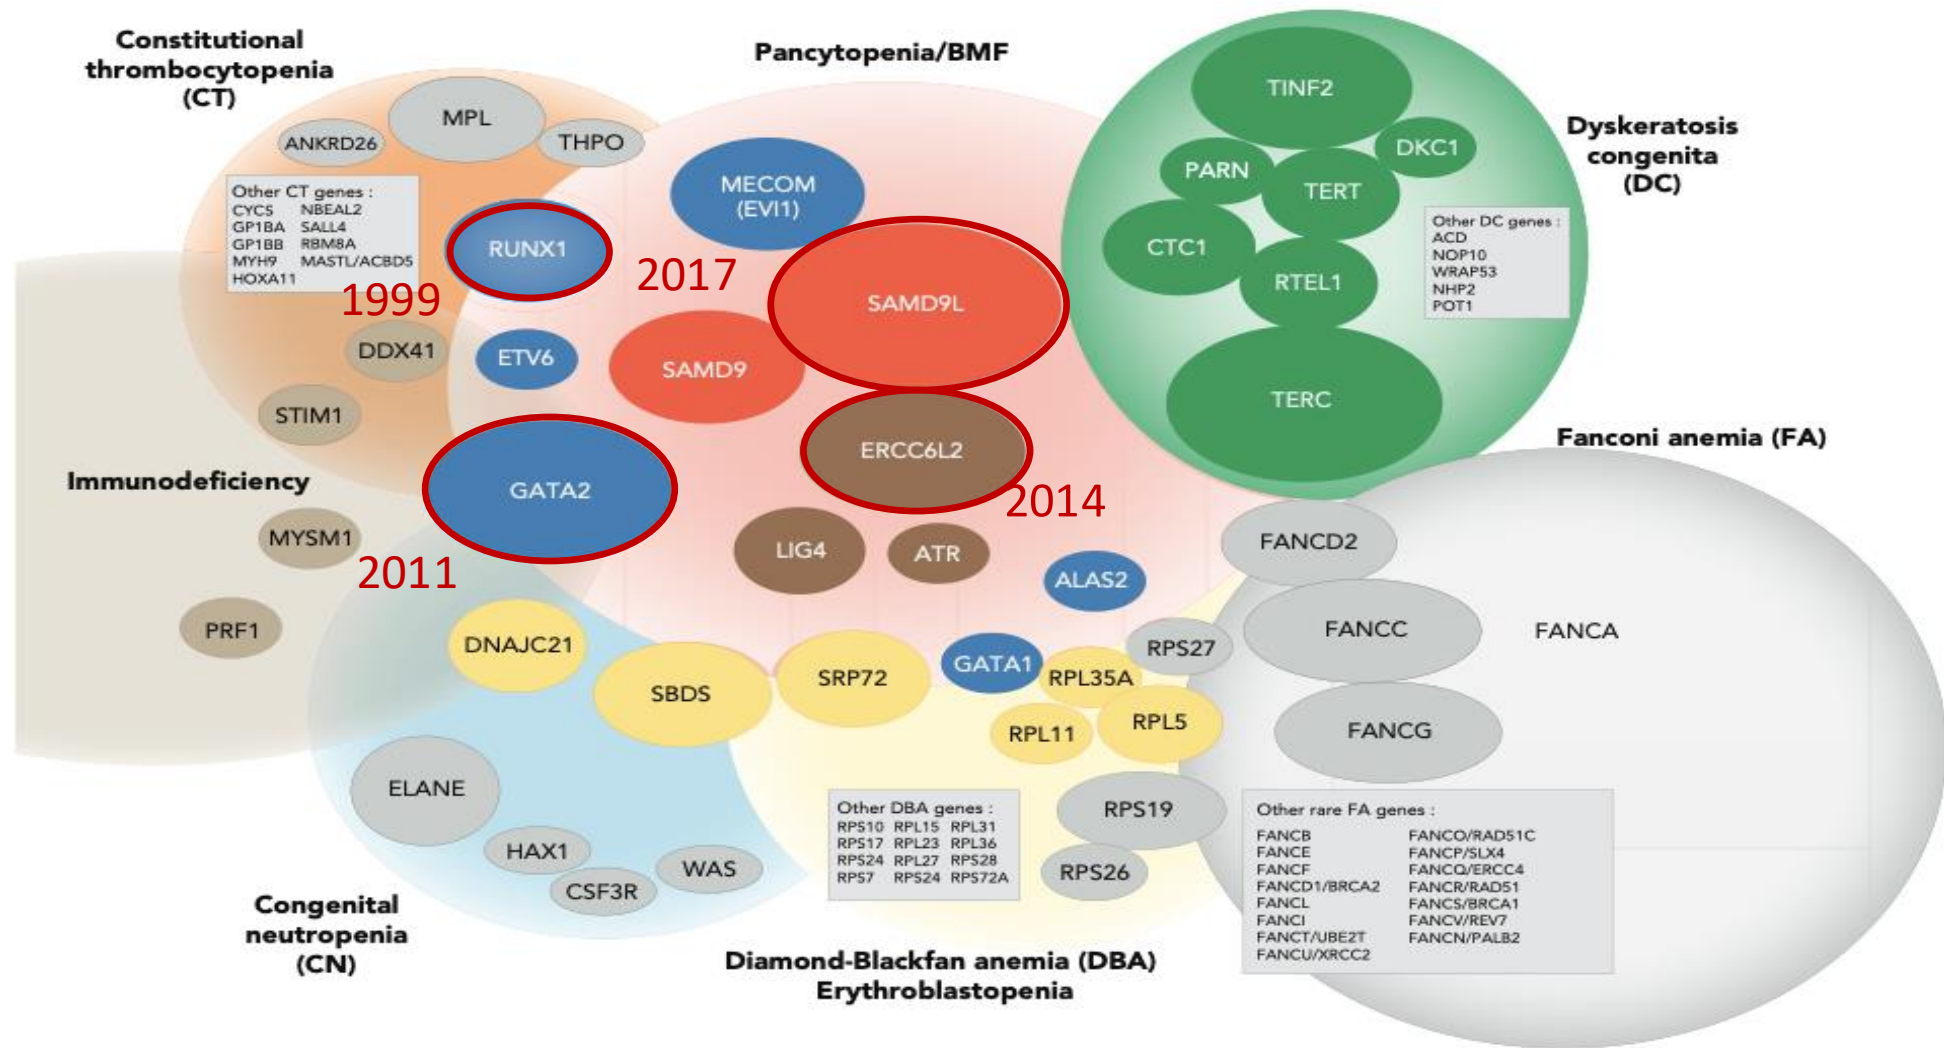 Constitutional
thrombocytopenia
(CT)
Pancytopenia/BMF
Dyskeratosis
congenita
(DC)
Immunodeficiency
Fanconi anemia (FA)
Congenital
neutropenia
(CN)
Diamond-Blackfan anemia (DBA)
Erythroblastopenia
ANKRD26
MPL
THPO
Other CT genes :
CYCS NBEAL2
GP1BA SALL4
GP1BB RBM8A
MYH9 MASTL/ACBD5
HOXA11
RUNX1
1999
DDX41
STIM1
ETV6
MECOM
(EVI1)
2017
SAMD9L
SAMD9
ERCC6L2
2014
GATA2
2011
MYSM1
PRF1
LIG4
ATR
ALAS2
GATA1
DNAJC21
SBDS
SRP72
RPL35A
RPS27
RPL11
RPL5
RPS19
RPS26
ELANE
HAX1
CSF3R
WAS
Other DBA genes :
RPS10 RPL15 RPL31
RPS17 RPL23 RPL36
RPS24 RPL27 RPS28
RPS7 RPS24 RPS72A
TINF2
PARN
DKC1
TERT
CTC1
RTEL1
TERC
Other DC genes :
ACD
NOP10
WRAP53
NHP2
POT1
FANCD2
FANCC
FANCA
FANCG
Other rare FA genes :
FANCB FANCO/RAD51C
FANCE FANCP/SLX4
FANCF FANCQ/ERCC4
FANCD1/BRCA2 FANCR/RAD51
FANCL FANCS/BRCA1
FANCI FANCV/REV7
FANCT/UBE2T FANCN/PALB2
FANCU/XRCC2